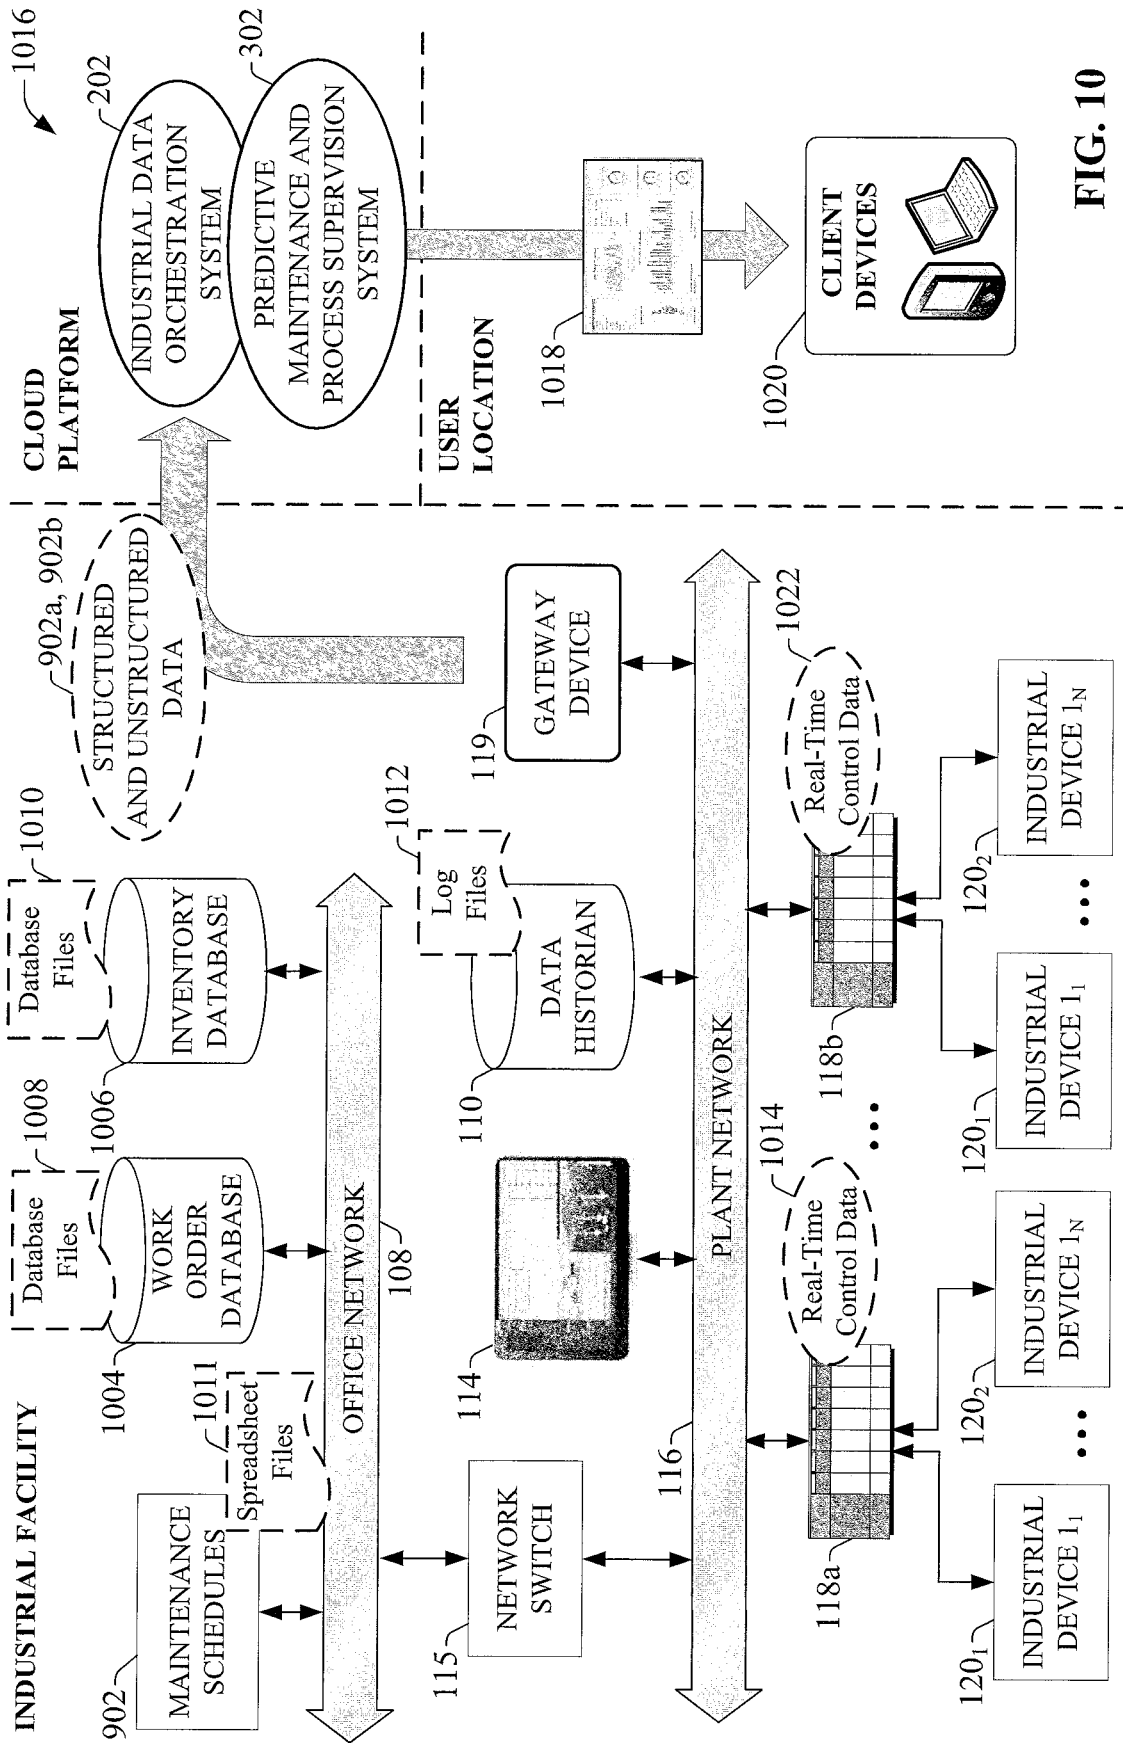 INDUSTRIAL FACILITY
902
MAINTENANCE
SCHEDULES
1011
Spreadsheet
Files
1004
WORK
ORDER
DATABASE
1008
Database
Files
1006
INVENTORY
DATABASE
1010
Database
Files
902a, 902b
STRUCTURED
AND UNSTRUCTURED
DATA
CLOUD
PLATFORM
1016
202
INDUSTRIAL DATA
ORCHESTRATION
SYSTEM
302
PREDICTIVE
MAINTENANCE AND
PROCESS SUPERVISION
SYSTEM
OFFICE NETWORK
108
115
NETWORK
SWITCH
114
110
DATA
HISTORIAN
1012
Log
Files
119
GATEWAY
DEVICE
USER
LOCATION
1018
1020
CLIENT
DEVICES
116
PLANT NETWORK
118a
1014
Real-Time
Control Data
118b
1022
Real-Time
Control Data
120₁
INDUSTRIAL
DEVICE 1₁
120₂
INDUSTRIAL
DEVICE 1N
120₁
INDUSTRIAL
DEVICE 1₁
120₂
INDUSTRIAL
DEVICE 1N
FIG. 10